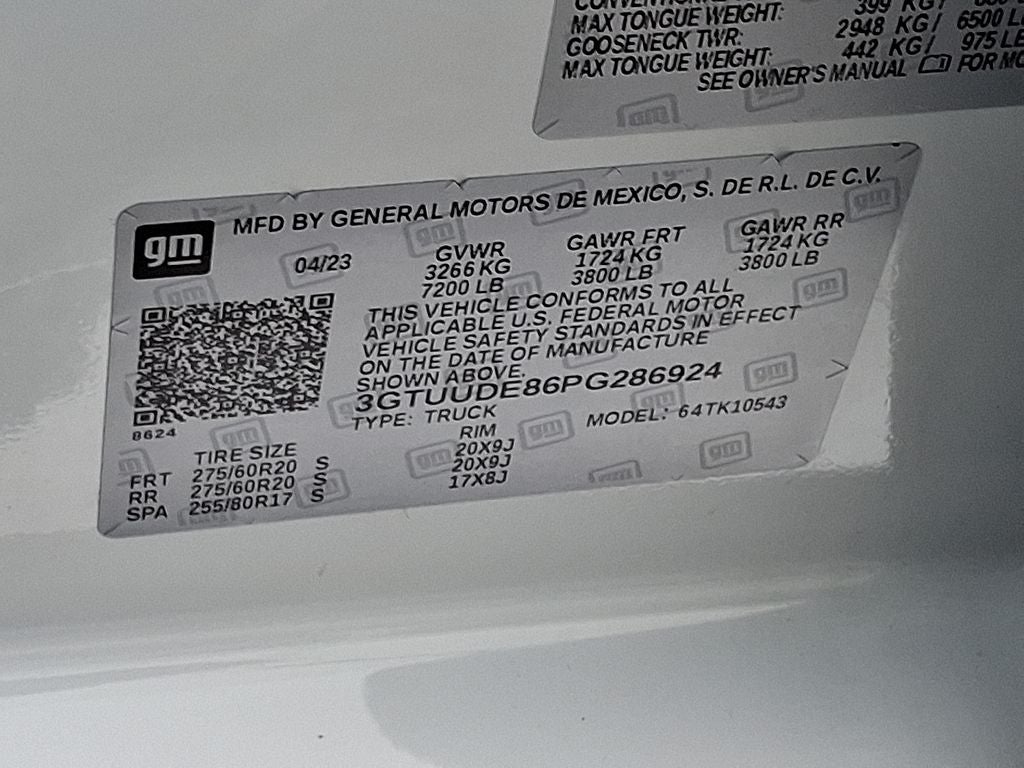 MAX TONGUE WEIGHT: 399 KG/
GOOSENECK TWR: 2948 KG/ 6500
MAX TONGUE WEIGHT: 442 KG/ 975
SEE OWNER'S MANUAL FOR
gm
MFD BY GENERAL MOTORS DE MEXICO, S. DE R.L. DE C.V.
04/23 GVWR GAWR FRT GAWR RR
3266 KG 1724 KG 1724 KG
7200 LB 3800 LB 3800 LB
THIS VEHICLE CONFORMS TO ALL
APPLICABLE U.S. FEDERAL MOTOR
VEHICLE SAFETY STANDARDS IN EFFECT
ON THE DATE OF MANUFACTURE
SHOWN ABOVE.
3GTUUDE86PG286924
TYPE: TRUCK MODEL: 64TK10543
8624
TIRE SIZE RIM
FRT 275/60R20 S 20X9J
RR 275/60R20 S 20X9J
SPA 255/80R17 S 17X8J